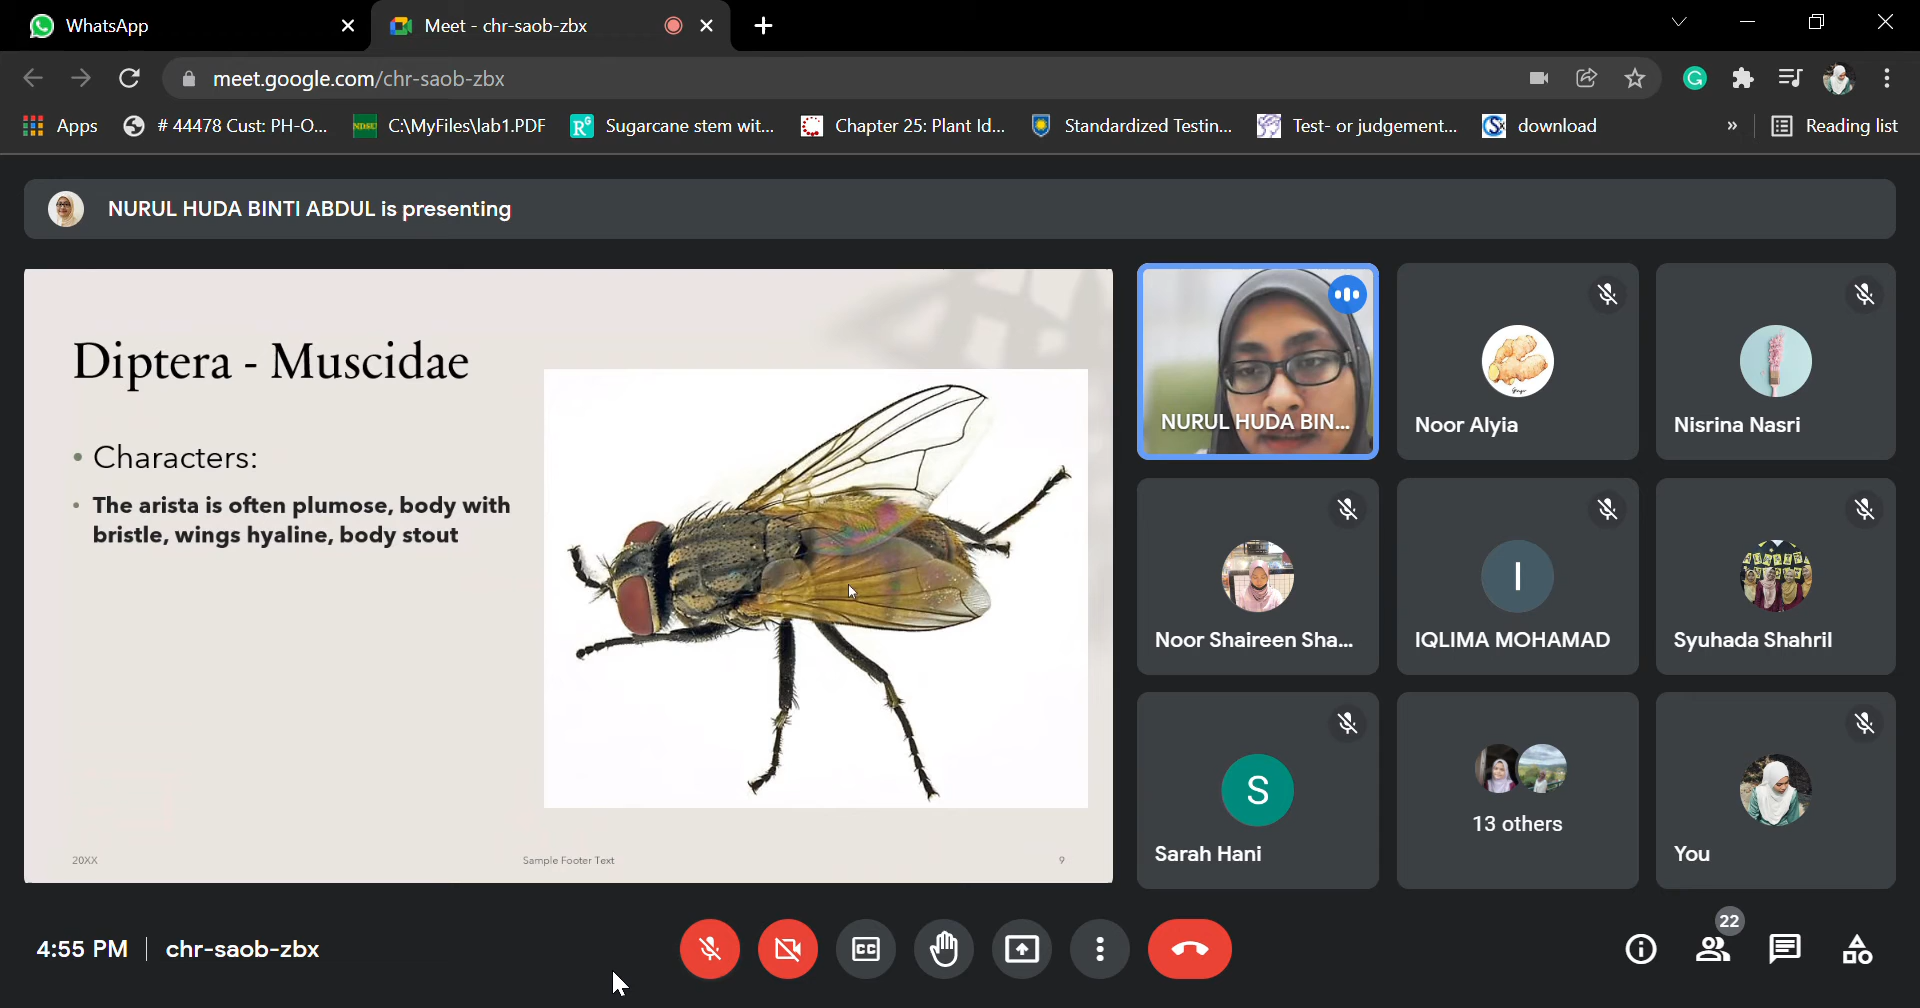 WhatsApp
Meet - chr-saob-zbx
meet.google.com/chr-saob-zbx
Apps
# 44478 Cust: PH-O...
NDSU
C:\MyFiles\lab1.PDF
RG
Sugarcane stem wit...
Chapter 25: Plant Id...
Standardized Testin...
Test- or judgement...
download
»
Reading list
NURUL HUDA BINTI ABDUL is presenting
Diptera - Muscidae
• Characters:
• The arista is often plumose, body with
bristle, wings hyaline, body stout
20XX
Sample Footer Text
9
NURUL HUDA BIN...
Noor Alyia
Nisrina Nasri
Noor Shaireen Sha...
I
IQLIMA MOHAMAD
Syuhada Shahril
S
Sarah Hani
13 others
You
4:55 PM
chr-saob-zbx
CC
22